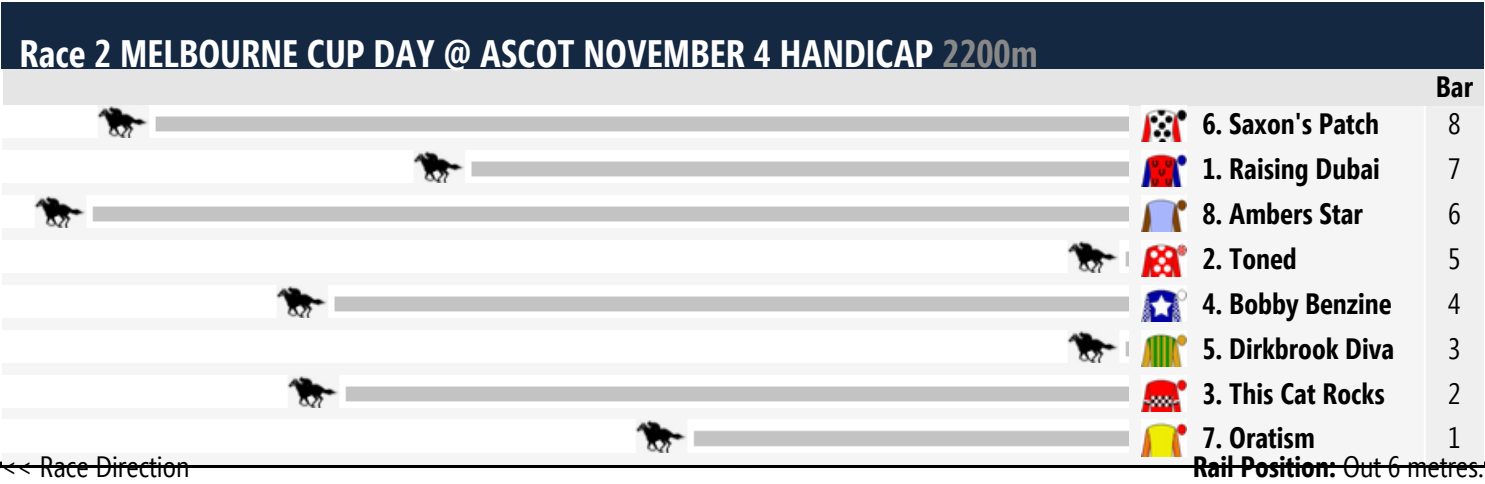 Race 2 MELBOURNE CUP DAY @ ASCOT NOVEMBER 4 HANDICAP 2200m
Bar
6. Saxon's Patch 8
1. Raising Dubai 7
8. Ambers Star 6
2. Toned 5
4. Bobby Benzine 4
5. Dirkbrook Diva 3
3. This Cat Rocks 2
7. Oratism 1
<< Race Direction Rail Position: Out 6 metres.